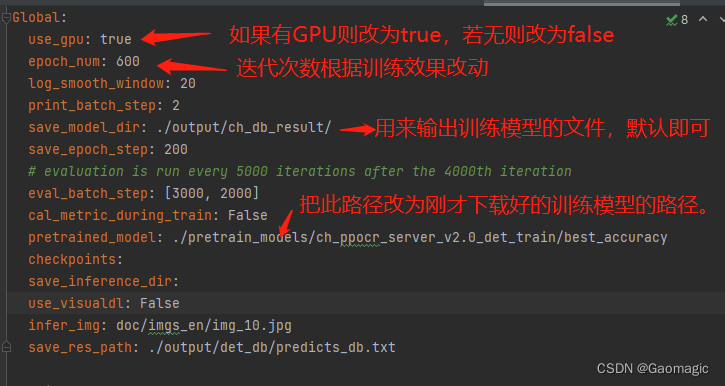 Global:
use_gpu: true
如果有GPU则改为true，若无则改为false
epoch_num: 600
迭代次数根据训练效果改动
log_smooth_window: 20
print_batch_step: 2
save_model_dir: ./output/ch_db_result/
用来输出训练模型的文件，默认即可
save_epoch_step: 200
# evaluation is run every 5000 iterations after the 4000th iteration
eval_batch_step: [3000, 2000]
把此路径改为刚才下载好的训练模型的路径。
cal_metric_during_train: False
pretrained_model: ./pretrain_models/ch_ppocr_server_v2.0_det_train/best_accuracy
checkpoints:
save_inference_dir:
use_visualdl: False
infer_img: doc/imgs_en/img_10.jpg
save_res_path: ./output/det_db/predicts_db.txt
8
CSDN @Gaomagic